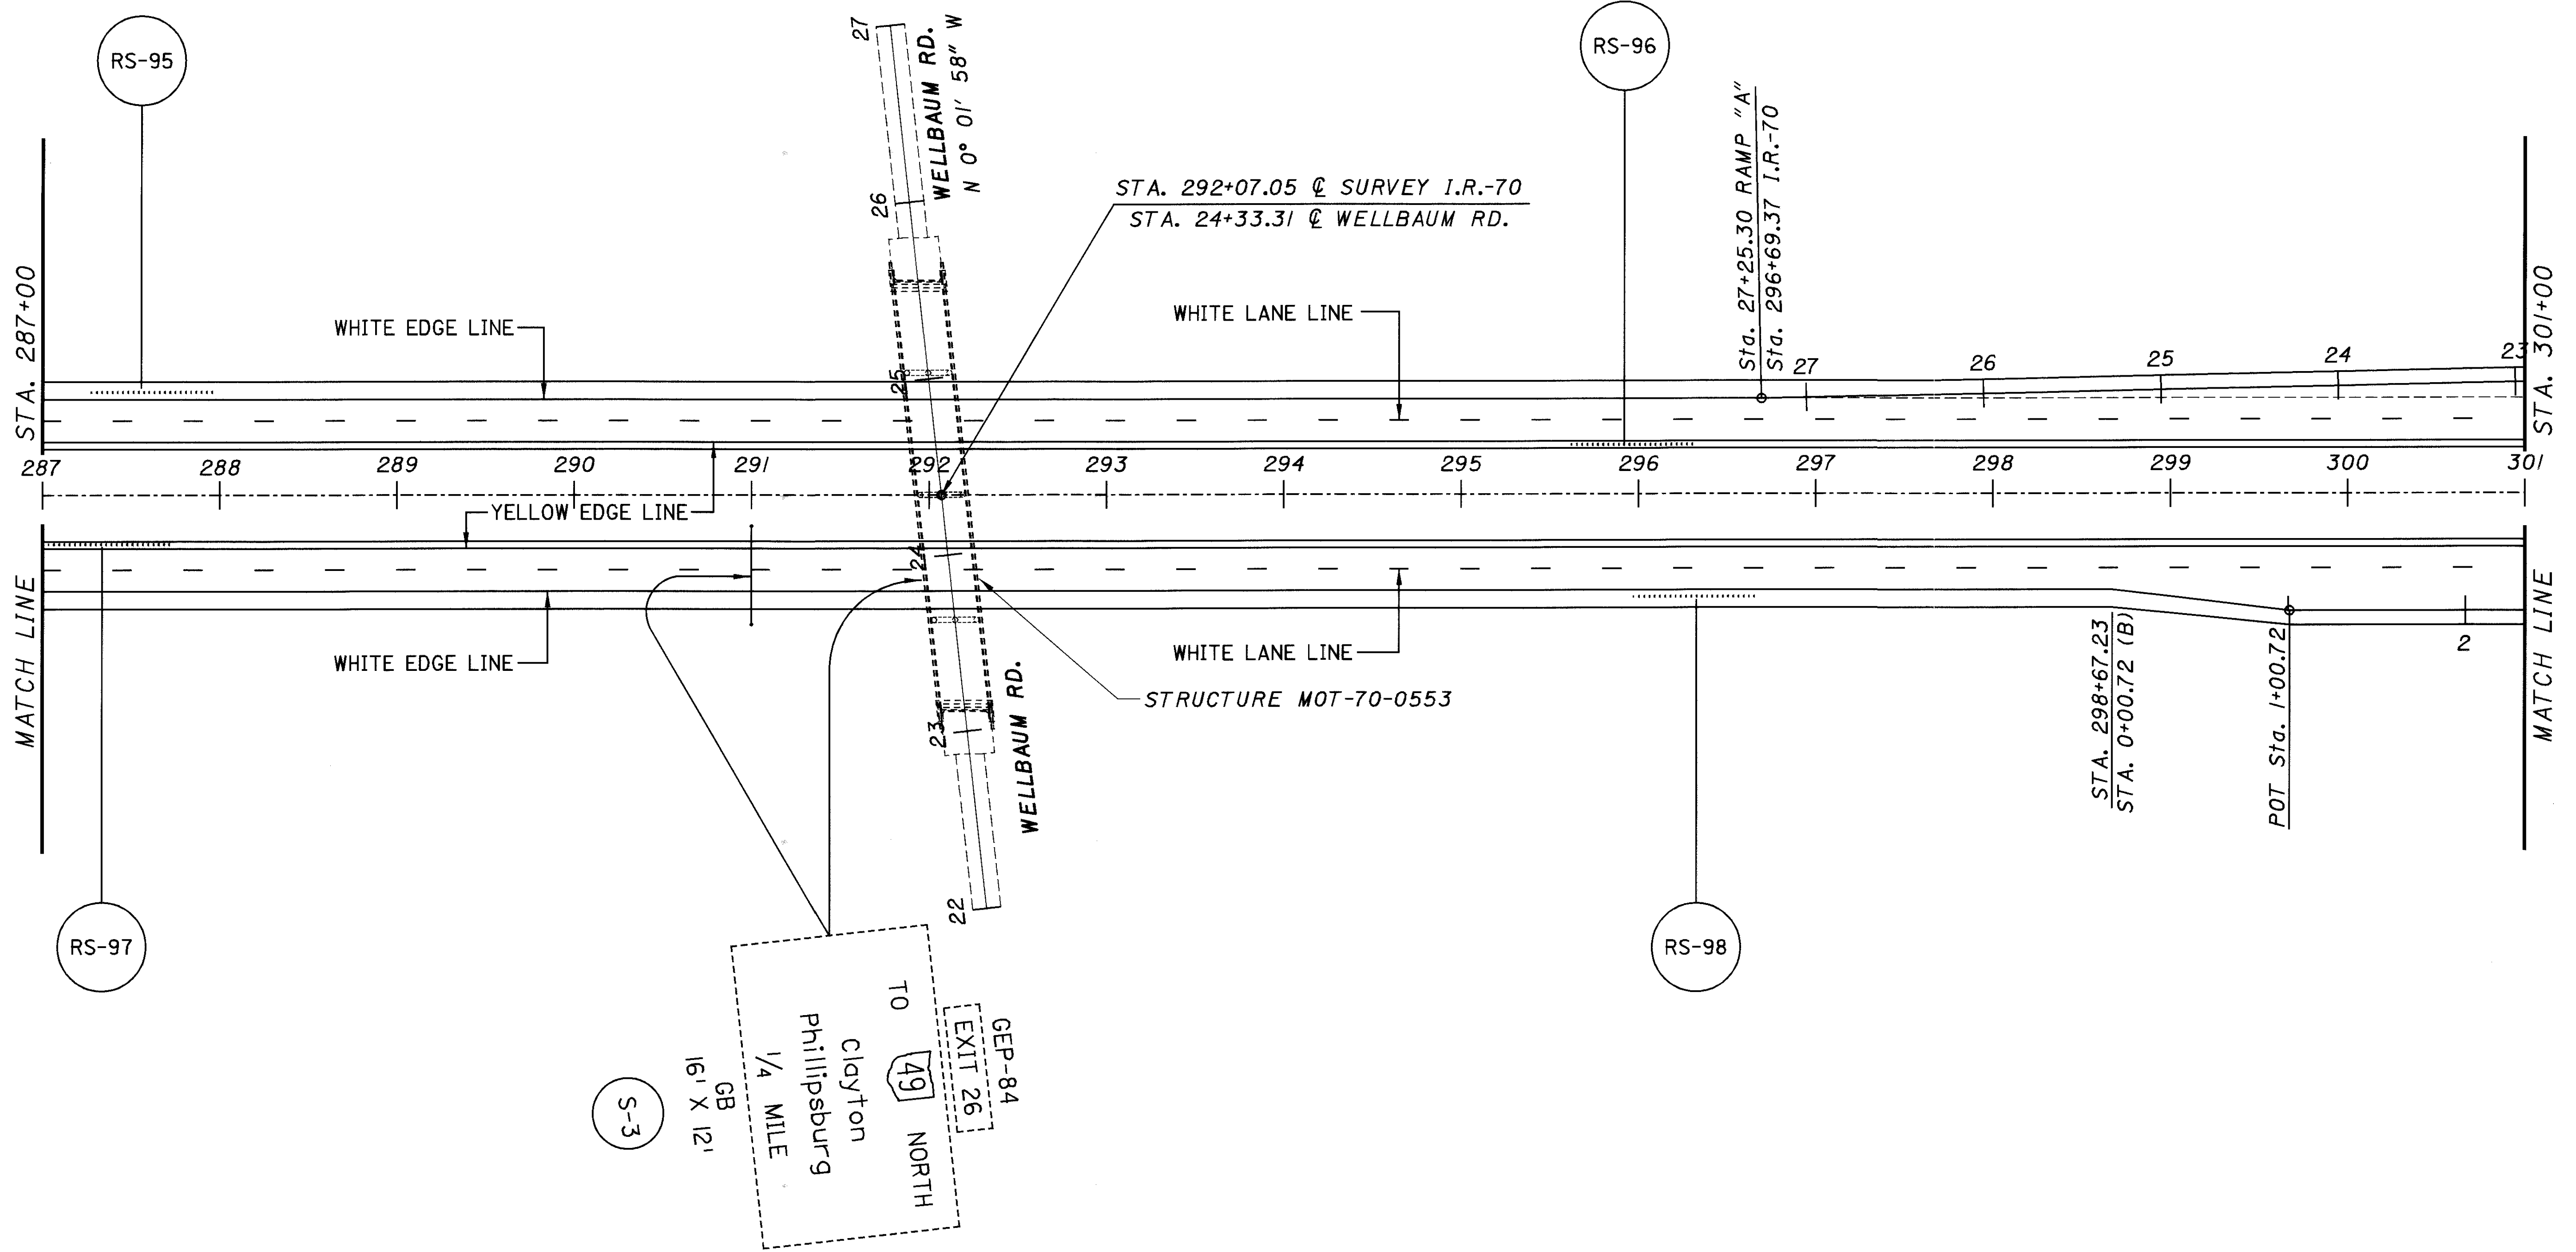 RS-95
RS-96
27
WELLBAUM RD.
N 0° 01' 58" W
26
STA. 292+07.05 ℄ SURVEY I.R.-70
STA. 24+33.31 ℄ WELLBAUM RD.
Sta. 27+25.30 RAMP "A"
Sta. 296+69.37 I.R.-70
STA. 287+00
STA. 301+00
WHITE EDGE LINE
WHITE LANE LINE
25
27
26
25
24
23
287
288
289
290
291
292
293
294
295
296
297
298
299
300
301
YELLOW EDGE LINE
24
MATCH LINE
MATCH LINE
WHITE EDGE LINE
WHITE LANE LINE
STRUCTURE MOT-70-0553
23
WELLBAUM RD.
22
STA. 298+67.23
STA. 0+00.72 (B)
POT Sta. 1+00.72
2
RS-97
RS-98
GEP-84
EXIT 26
TO 49 NORTH
Clayton
Phillipsburg
1/4 MILE
GB
16' X 12'
S-3